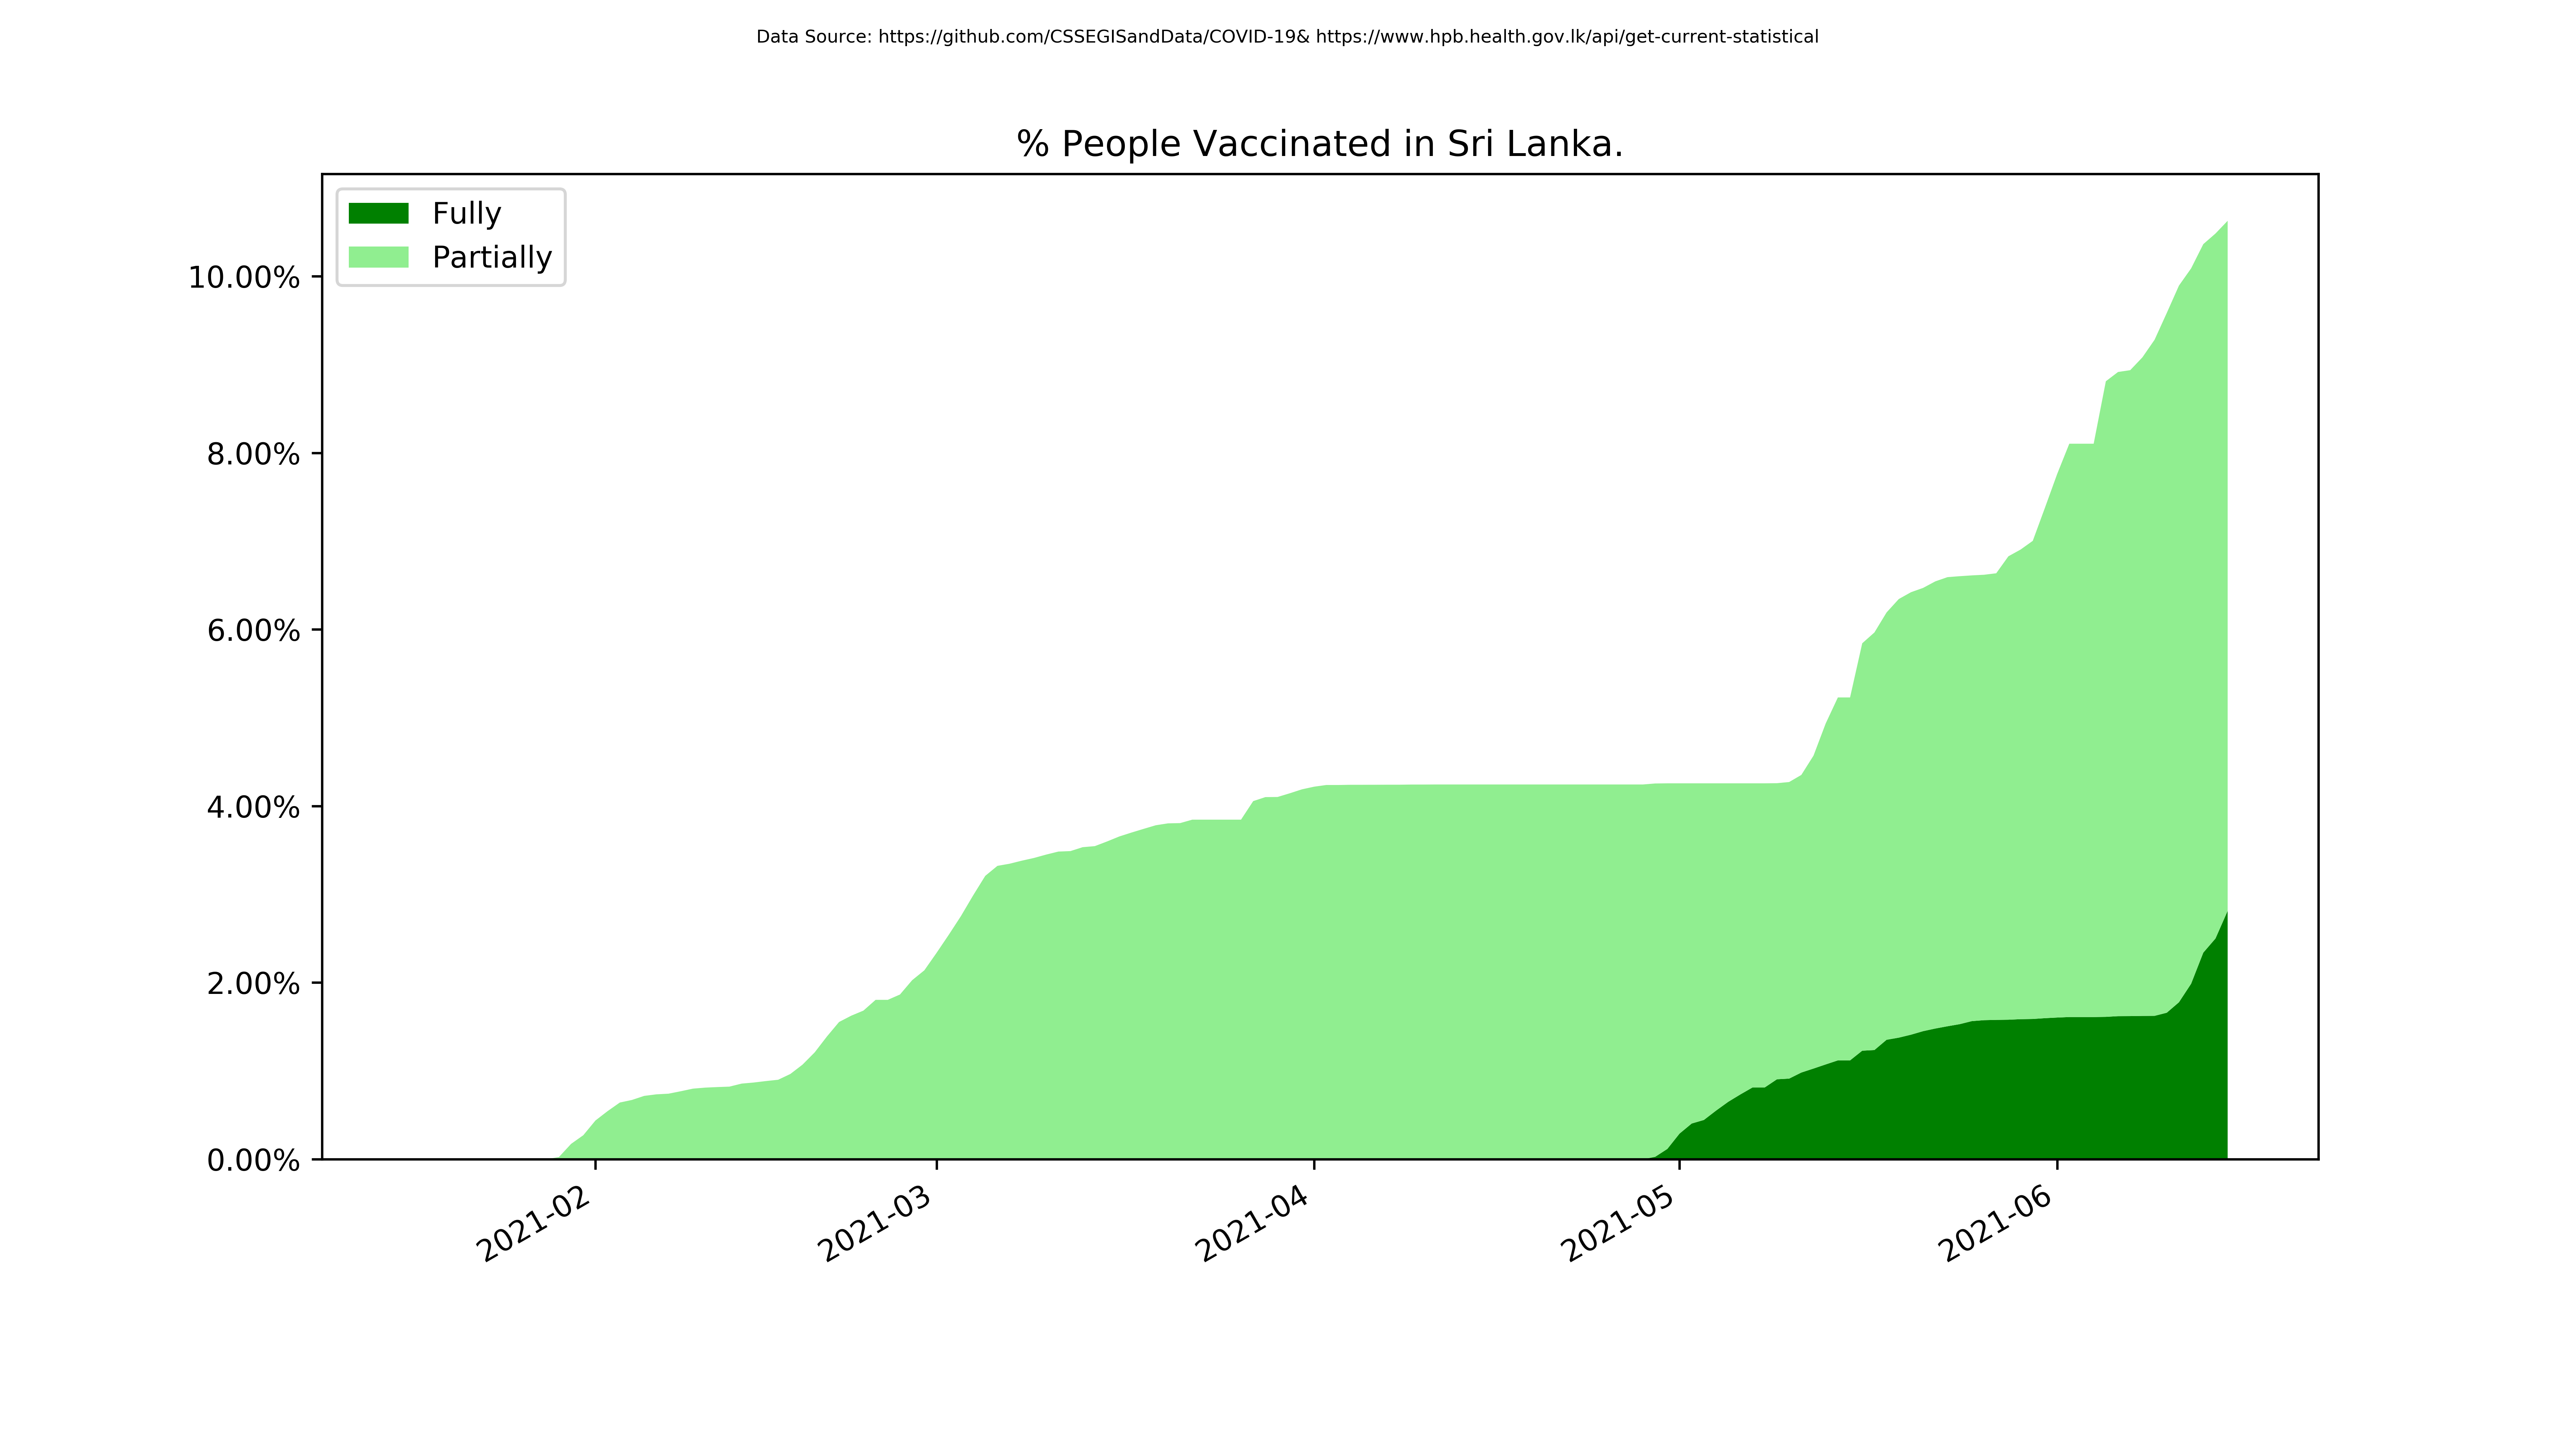 Data Source: https://github.com/CSSEGISandData/COVID-19& https://www.hpb.health.gov.lk/api/get-current-statistical
% People Vaccinated in Sri Lanka.
Fully
Partially
10.00%
8.00%
6.00%
4.00%
2.00%
0.00%
2021-02
2021-03
2021-04
2021-05
2021-06